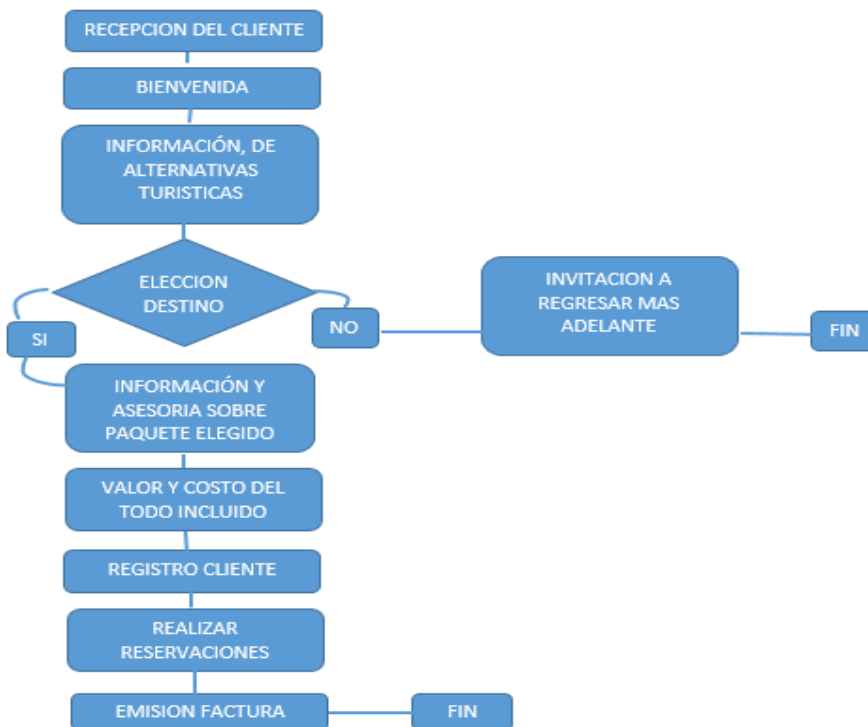 RECEPCION DEL CLIENTE
BIENVENIDA
INFORMACIÓN, DE
ALTERNATIVAS
TURISTICAS
ELECCION
DESTINO
SI
NO
INVITACION A
REGRESAR MAS
ADELANTE
FIN
INFORMACIÓN Y
ASESORIA SOBRE
PAQUETE ELEGIDO
VALOR Y COSTO DEL
TODO INCLUIDO
REGISTRO CLIENTE
REALIZAR
RESERVACIONES
EMISION FACTURA
FIN